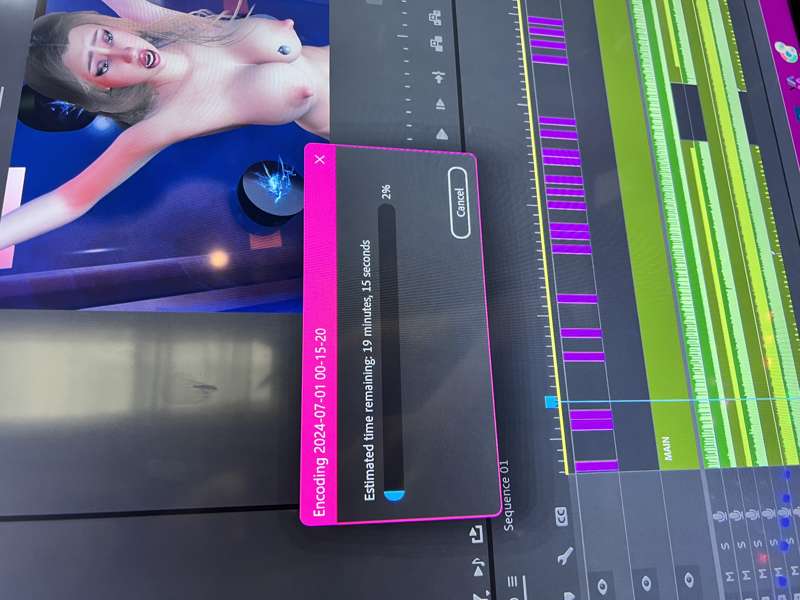 Encoding 2024-07-01 00-15-20
Estimated time remaining: 19 minutes, 15 seconds
2%
Cancel
Sequence 01
MAIN
M S
M S
M S
M S